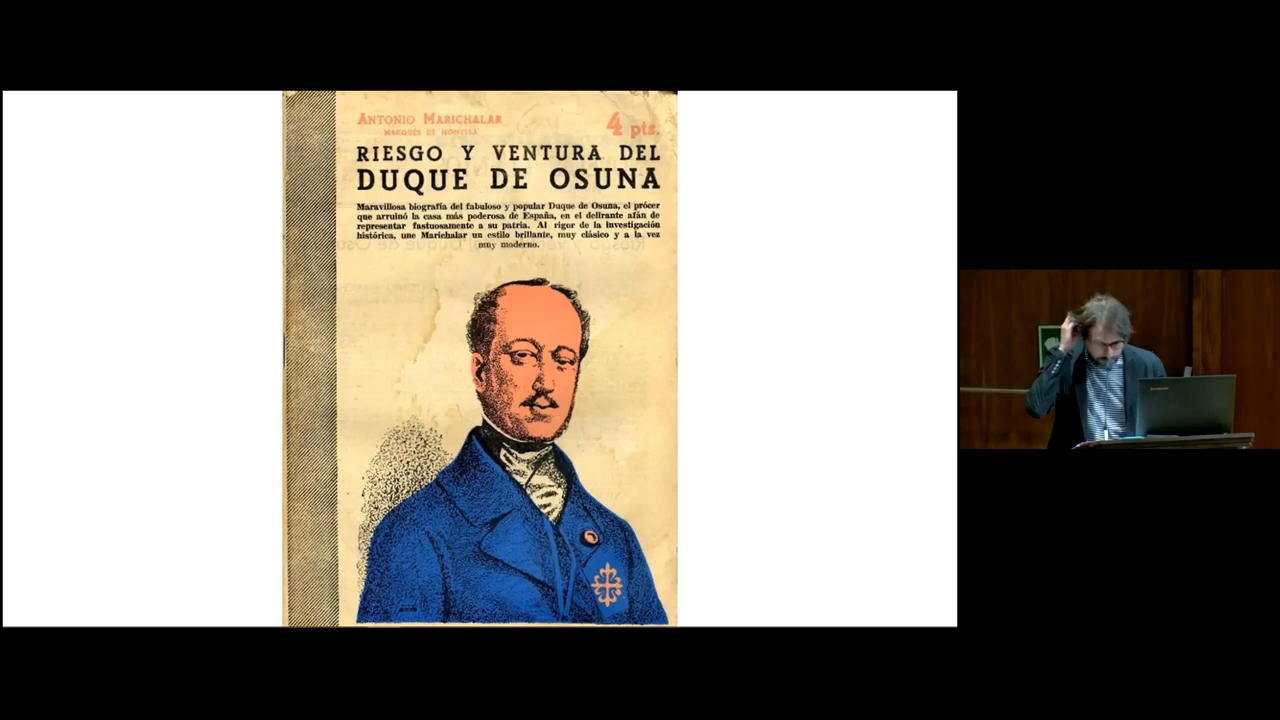 ANTONIO MARICHALAR
MARQUÉS DE MONTESA
4 pts.
RIESGO Y VENTURA DEL
DUQUE DE OSUNA
Maravillosa biografía del fabuloso y popular Duque de Osuna, el prócer
que arruinó la casa más poderosa de España, en el delirante afán de
representar fastuosamente a su patria. Al rigor de la investigación
histórica, une Marichalar un estilo brillante, muy clásico y a la vez
muy moderno.